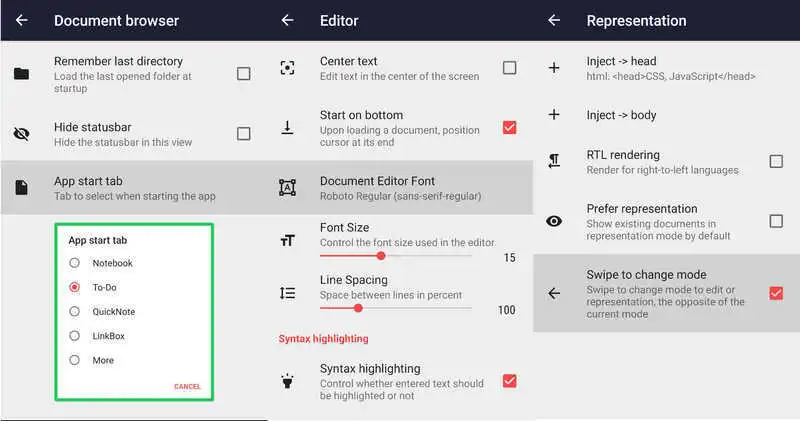 Document browser
Remember last directory
Load the last opened folder at
startup
Hide statusbar
Hide the statusbar in this view
App start tab
Tab to select when starting the app
App start tab
Notebook
To-Do
QuickNote
LinkBox
More
CANCEL
Editor
Center text
Edit text in the center of the screen
Start on bottom
Upon loading a document, position
cursor at its end
A
Document Editor Font
Roboto Regular (sans-serif-regular)
Font Size
Control the font size used in the editor
15
Line Spacing
Space between lines in percent
100
Syntax highlighting
Syntax highlighting
Control whether entered text should
be highlighted or not
Representation
Inject -> head
html: <head>CSS, JavaScript</head>
Inject -> body
RTL rendering
Render for right-to-left languages
Prefer representation
Show existing documents in
representation mode by default
Swipe to change mode
Swipe to change mode to edit or
representation, the opposite of the
current mode